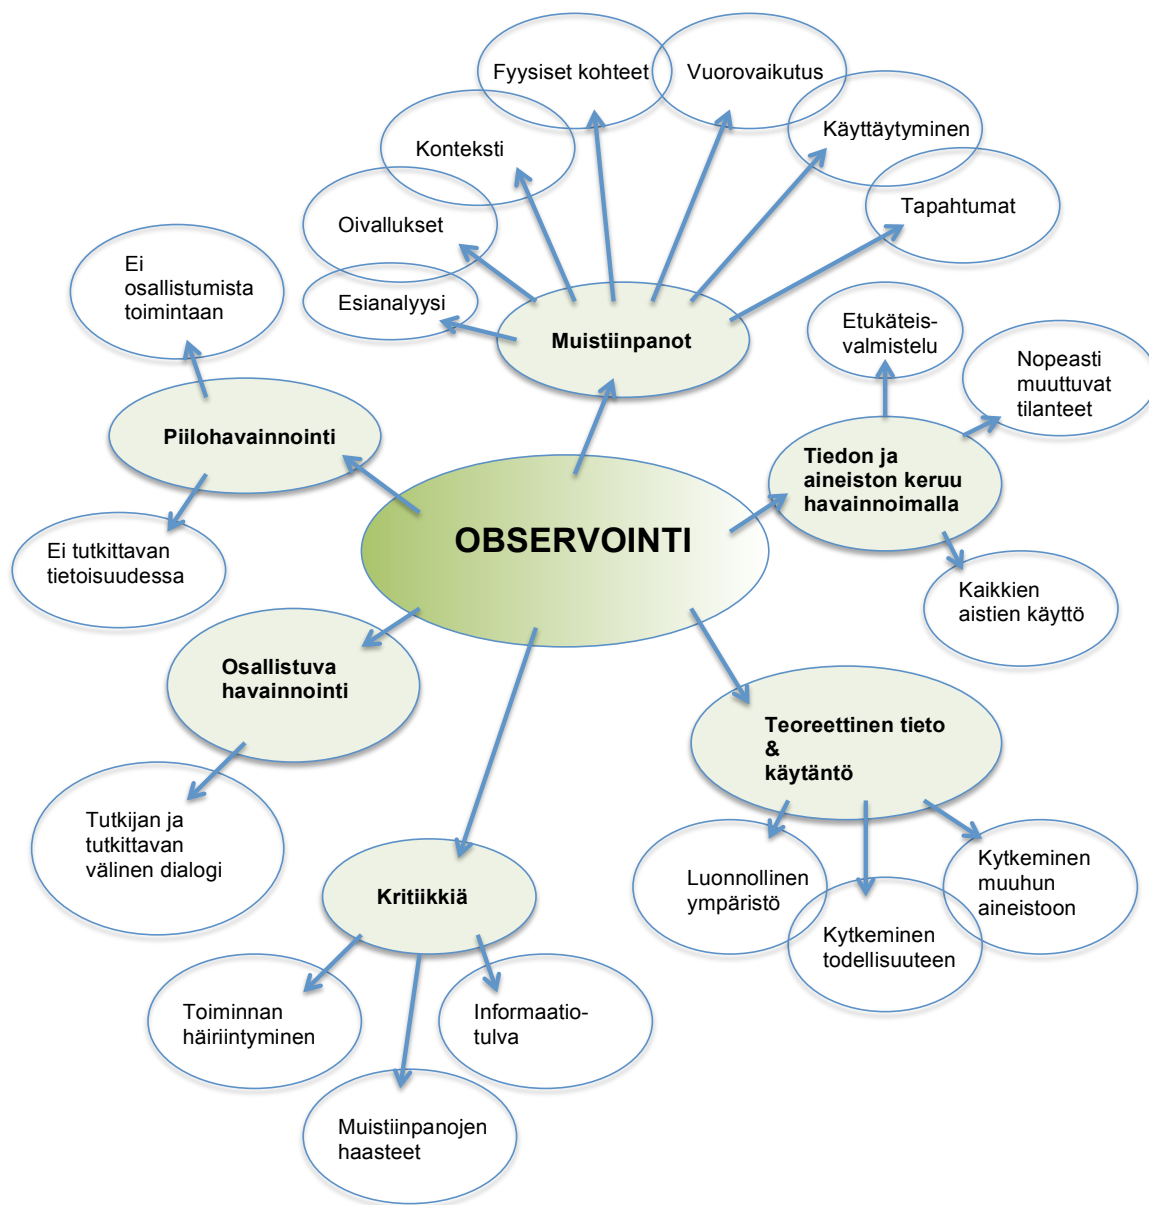 Fyysiset kohteet
Vuorovaikutus
Käyttäytyminen
Konteksti
Tapahtumat
Oivallukset
Esianalyysi
Muistiinpanot
Ei
osallistumista
toimintaan
Etukäteis-
valmistelu
Nopeasti
muuttuvat
tilanteet
Piilohavainnointi
Tiedon ja
aineiston keruu
havainnoimalla
OBSERVOINTI
Ei tutkittavan
tietoisuudessa
Kaikkien
aistien käyttö
Osallistuva
havainnointi
Teoreettinen tieto
&
käytäntö
Tutkijan ja
tutkittavan
välinen dialogi
Kritiikkiä
Luonnollinen
ympäristö
Kytkeminen
muuhun
aineistoon
Kytkeminen
todellisuuteen
Toiminnan
häiriintyminen
Informaatio-
tulva
Muistiinpanojen
haasteet